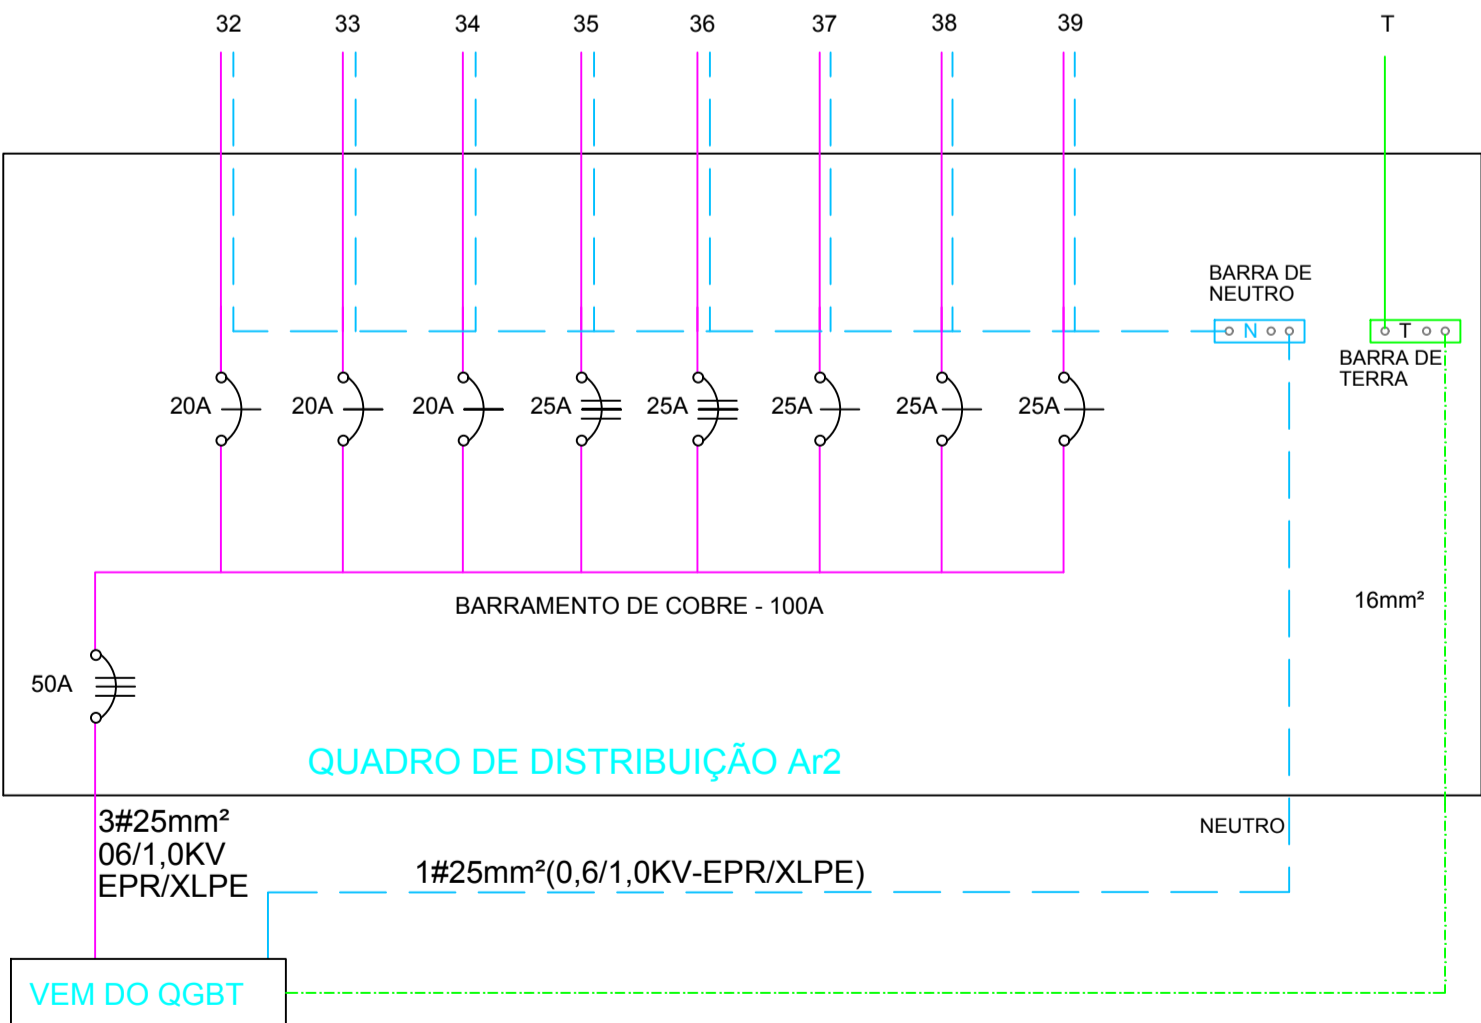 32 33 34 35 36 37 38 39 T
BARRA DE
NEUTRO
N
T
BARRA DE
TERRA
20A 20A 20A 25A 25A 25A 25A 25A
BARRAMENTO DE COBRE - 100A
16mm²
50A
QUADRO DE DISTRIBUIÇÃO Ar2
3#25mm²
06/1,0KV
EPR/XLPE
NEUTRO
1#25mm²(0,6/1,0KV-EPR/XLPE)
VEM DO QGBT